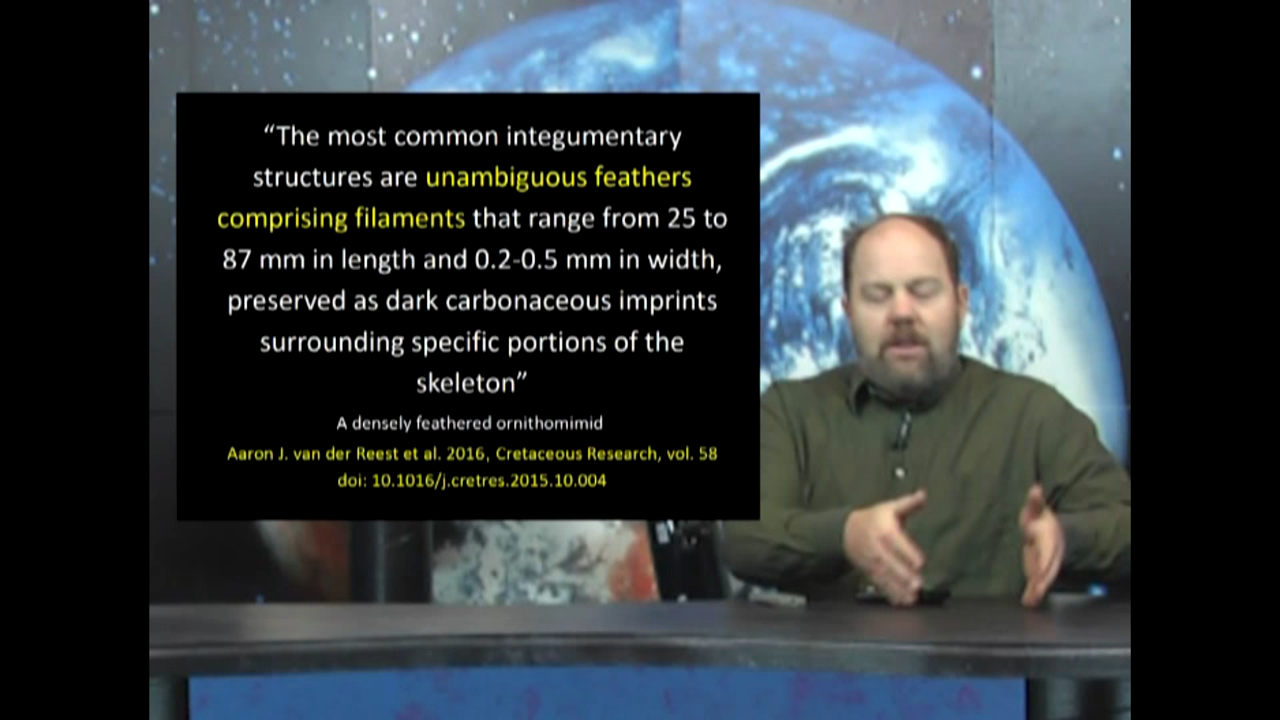 “The most common integumentary
structures are unambiguous feathers
comprising filaments that range from 25 to
87 mm in length and 0.2-0.5 mm in width,
preserved as dark carbonaceous imprints
surrounding specific portions of the
skeleton”
A densely feathered ornithomimid
Aaron J. van der Reest et al. 2016, Cretaceous Research, vol. 58
doi: 10.1016/j.cretres.2015.10.004